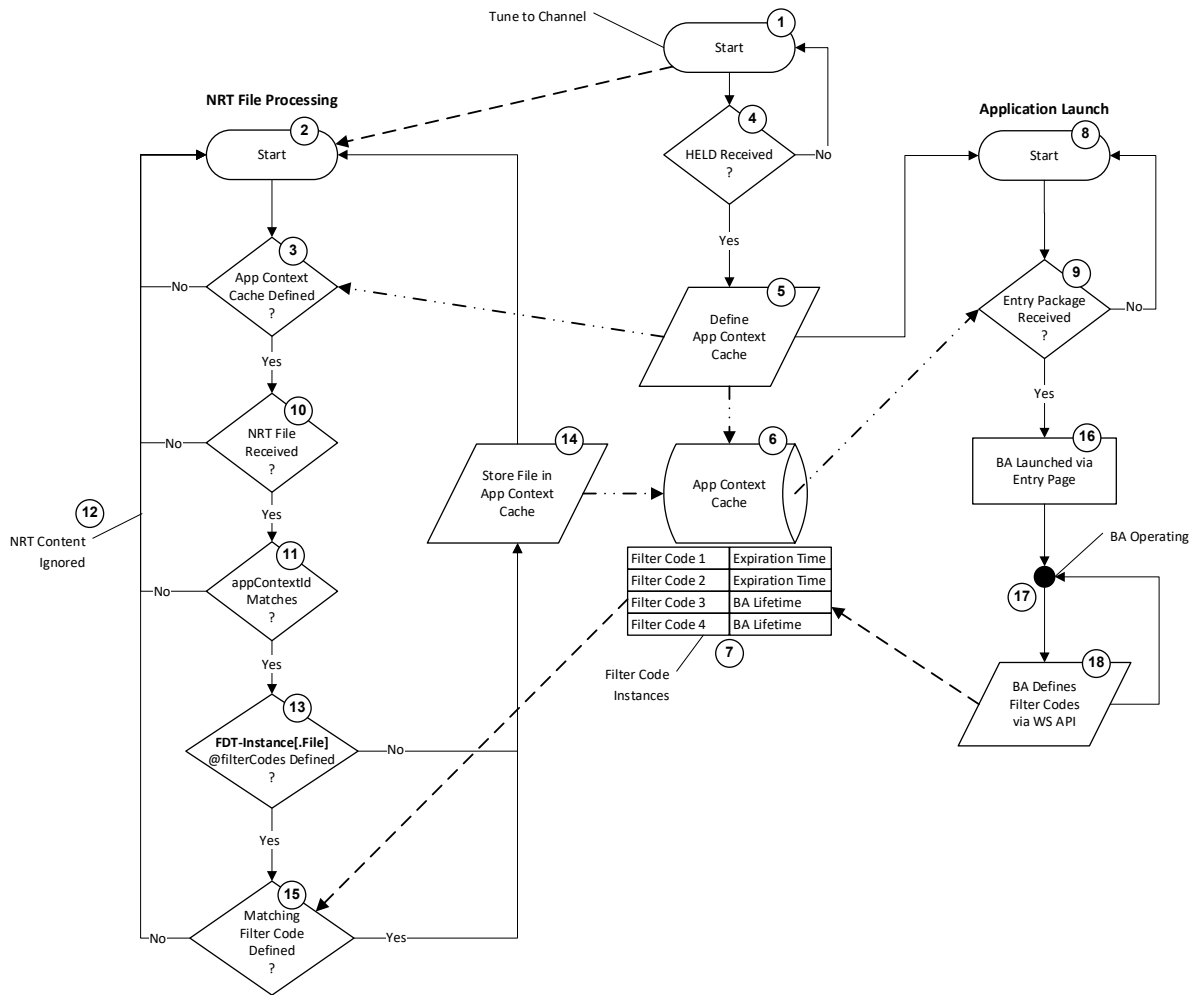 Tune to Channel
1
Start
NRT File Processing
2
Start
4
HELD Received
?
No
Yes
Application Launch
8
Start
3
App Context
Cache Defined
?
No
Yes
5
Define
App Context
Cache
9
Entry Package
Received
?
No
Yes
10
NRT File
Received
?
No
Yes
14
Store File in
App Context
Cache
6
App Context
Cache
16
BA Launched via
Entry Page
12
NRT Content
Ignored
11
appContextId
Matches
?
No
Yes
Filter Code 1 Expiration Time
Filter Code 2 Expiration Time
Filter Code 3 BA Lifetime
Filter Code 4 BA Lifetime
7
Filter Code
Instances
BA Operating
17
18
BA Defines
Filter Codes
via WS API
13
FDT-Instance[.File]
@filterCodes Defined
?
No
Yes
15
Matching
Filter Code
Defined
?
No
Yes